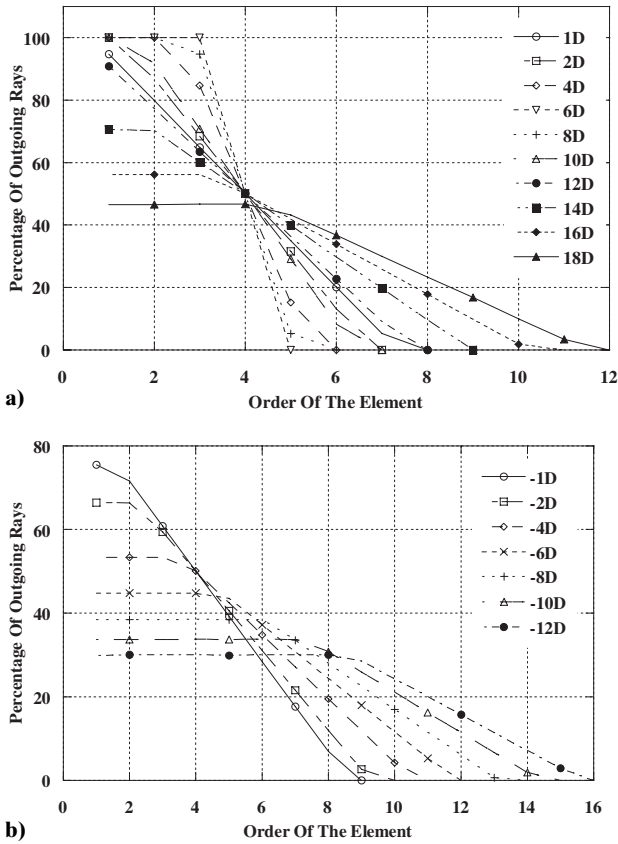 100
80
60
40
20
0
Percentage Of Outgoing Rays
1D
2D
4D
6D
8D
10D
12D
14D
16D
18D
0 2 4 6 8 10 12
Order Of The Element
a)
80
60
40
20
0
Percentage Of Outgoing Rays
-1D
-2D
-4D
-6D
-8D
-10D
-12D
0 2 4 6 8 10 12 14 16
Order Of The Element
b)